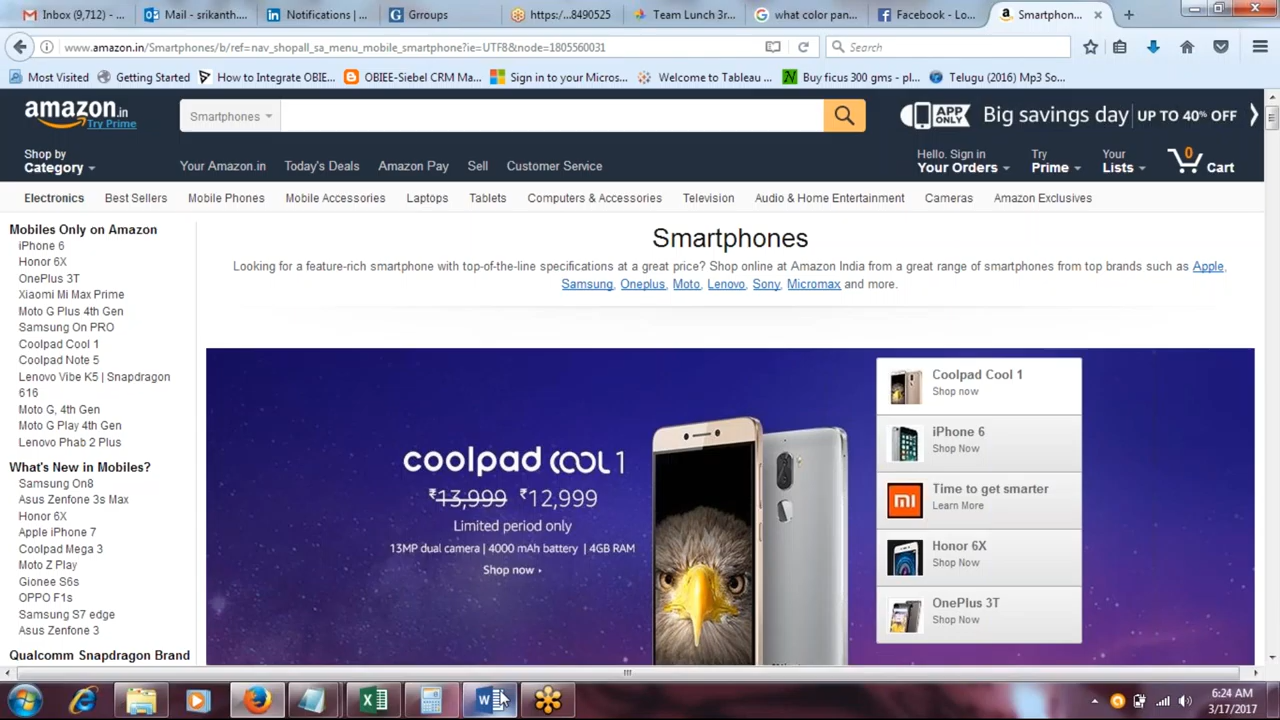 Inbox (9,712) - ...
Mail - srikanth....
Notifications | ...
Grroups
https:/...8490525
Team Lunch 3r...
what color pan...
Facebook - Lo...
Smartphon...
www.amazon.in/Smartphones/b/ref=nav_shopall_sa_menu_mobile_smartphone?ie=UTF8&node=1805560031
Search
Most Visited
Getting Started
How to Integrate OBIE...
OBIEE-Siebel CRM Ma...
Sign in to your Micros...
Welcome to Tableau ...
Buy ficus 300 gms - pl...
Telugu (2016) Mp3 So...
amazon.in
Try Prime
Smartphones
APP ONLY
Big savings day | UP TO 40% OFF
Shop by
Category
Your Amazon.in
Today's Deals
Amazon Pay
Sell
Customer Service
Hello. Sign in
Your Orders
Try
Prime
Your
Lists
0
Cart
Electronics
Best Sellers
Mobile Phones
Mobile Accessories
Laptops
Tablets
Computers & Accessories
Television
Audio & Home Entertainment
Cameras
Amazon Exclusives
Mobiles Only on Amazon
iPhone 6
Honor 6X
OnePlus 3T
Xiaomi Mi Max Prime
Moto G Plus 4th Gen
Samsung On PRO
Coolpad Cool 1
Coolpad Note 5
Lenovo Vibe K5 | Snapdragon
616
Moto G, 4th Gen
Moto G Play 4th Gen
Lenovo Phab 2 Plus
What's New in Mobiles?
Samsung On8
Asus Zenfone 3s Max
Honor 6X
Apple iPhone 7
Coolpad Mega 3
Moto Z Play
Gionee S6s
OPPO F1s
Samsung S7 edge
Asus Zenfone 3
Qualcomm Snapdragon Brand
Smartphones
Looking for a feature-rich smartphone with top-of-the-line specifications at a great price? Shop online at Amazon India from a great range of smartphones from top brands such as Apple,
Samsung, Oneplus, Moto, Lenovo, Sony, Micromax and more.
coolpad COOL 1
₹13,999 ₹12,999
Limited period only
13MP dual camera | 4000 mAh battery | 4GB RAM
Shop now
Coolpad Cool 1
Shop now
iPhone 6
Shop Now
Time to get smarter
Learn More
Honor 6X
Shop Now
OnePlus 3T
Shop Now
6:24 AM
3/17/2017